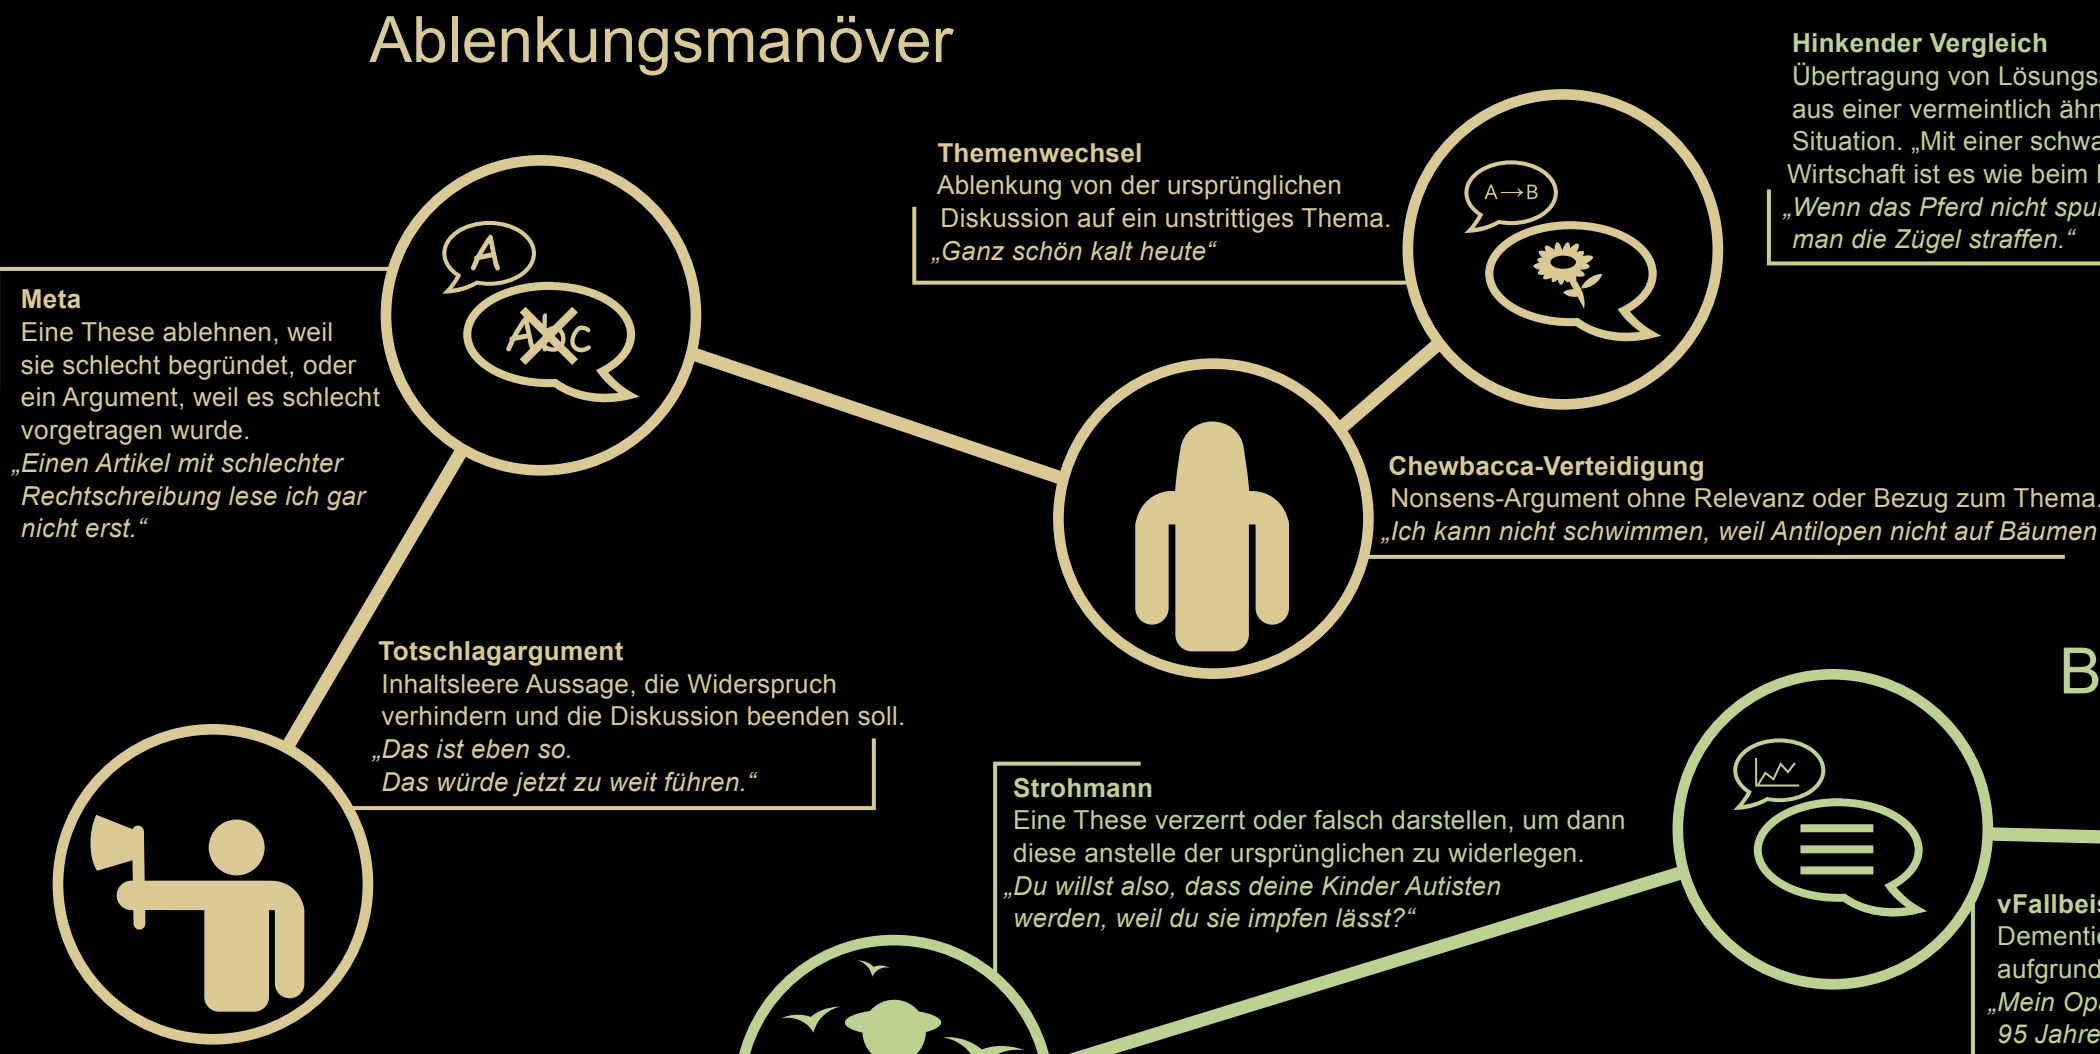 Ablenkungsmanöver
Hinkender Vergleich
Übertragung von
aus einer vermeintlich
Situation. „Mit einer
Wirtschaft ist es wie beim
„Wenn das Pferd nicht
man die Zügel straffen.“
Themenwechsel
Ablenkung von der ursprünglichen
Diskussion auf ein unstrittiges Thema.
„Ganz schön kalt heute“
A→B
A
Abc
Meta
Eine These ablehnen, weil
sie schlecht begründet, oder
ein Argument, weil es schlecht
vorgetragen wurde.
„Einen Artikel mit schlechter
Rechtschreibung lese ich gar
nicht erst.“
Chewbacca-Verteidigung
Nonsens-Argument ohne Relevanz oder Bezug zum Thema.
„Ich kann nicht schwimmen, weil Antilopen nicht auf Bäumen
Totschlagargument
Inhaltsleere Aussage, die Widerspruch
verhindern und die Diskussion beenden soll.
„Das ist eben so.
Das würde jetzt zu weit führen.“
Strohmann
Eine These verzerrt oder falsch darstellen, um dann
diese anstelle der ursprünglichen zu widerlegen.
„Du willst also, dass deine Kinder Autisten
werden, weil du sie impfen lässt?“
aufgrund
„Mein Opa
95 Jahre